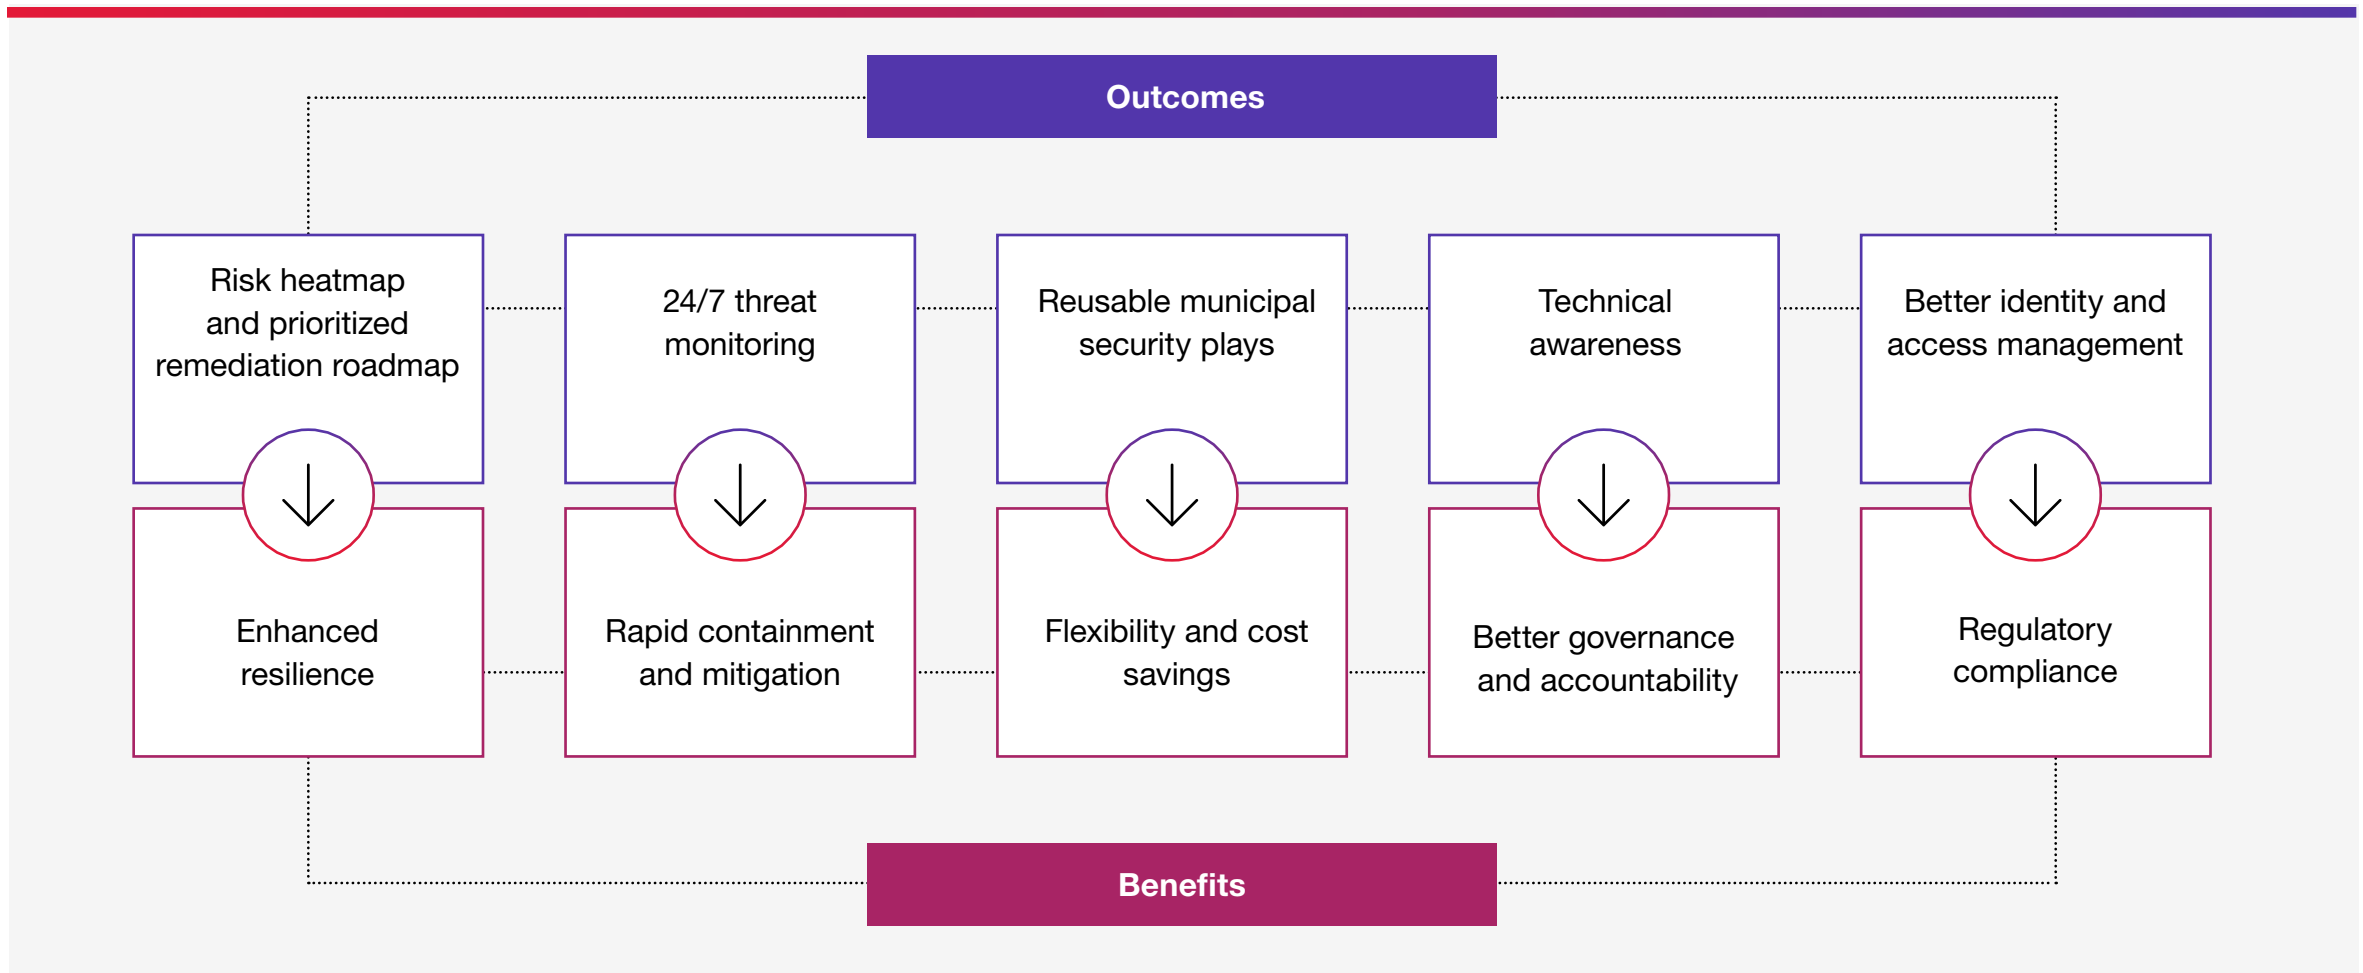 Outcomes
Risk heatmap
and prioritized
remediation roadmap
24/7 threat
monitoring
Reusable municipal
security plays
Technical
awareness
Better identity and
access management
Enhanced
resilience
Rapid containment
and mitigation
Flexibility and cost
savings
Better governance
and accountability
Regulatory
compliance
Benefits